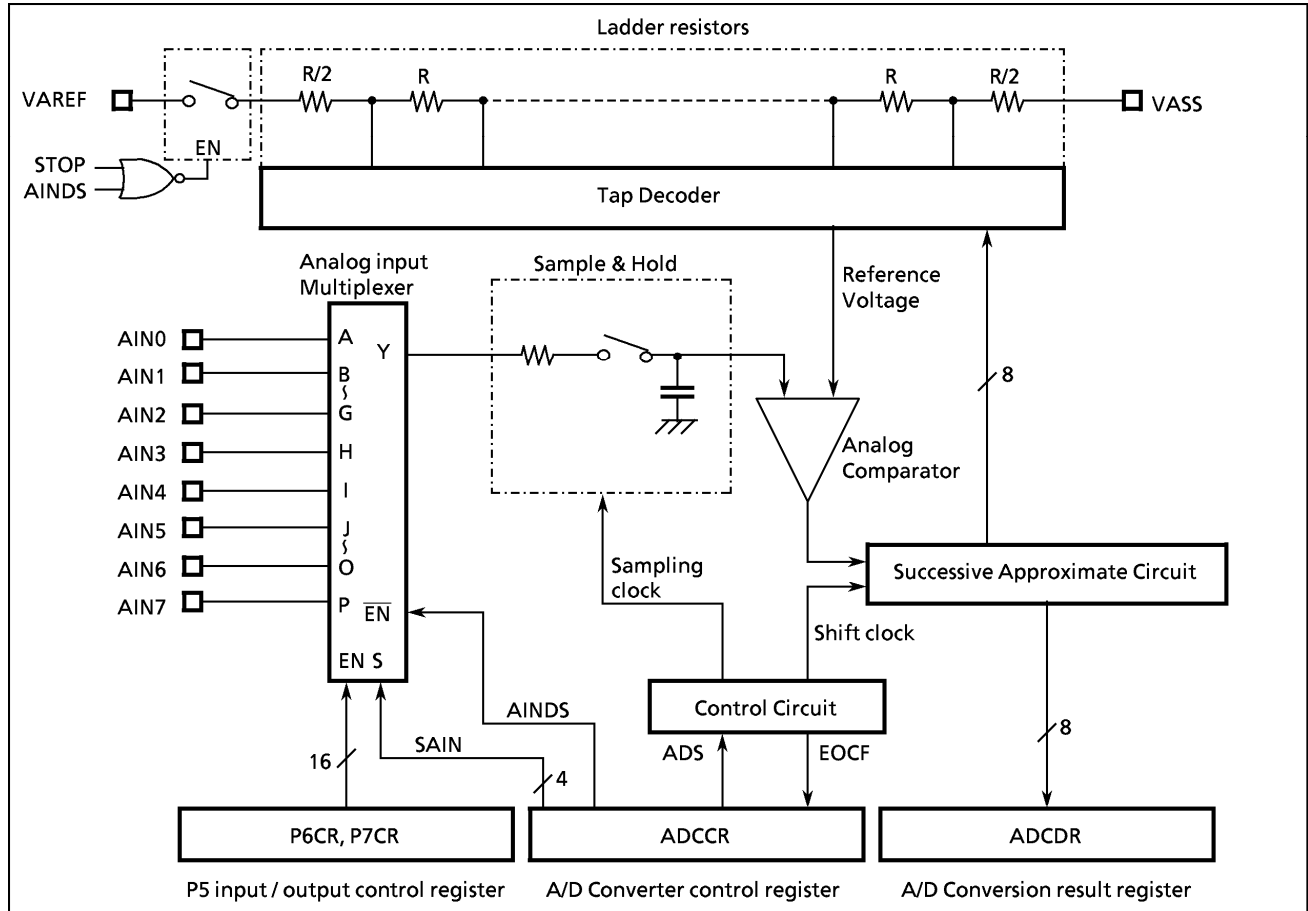 Ladder resistors
R/2
R
R
R/2
VAREF
VASS
EN
STOP
AINDS
Tap Decoder
Analog input
Multiplexer
Sample & Hold
Reference
Voltage
AIN0
A
Y
AIN1
B
8
AIN2
G
AIN3
H
Analog
Comparator
AIN4
I
AIN5
J
AIN6
O
Sampling
clock
Successive Approximate Circuit
AIN7
P
EN
Shift clock
EN S
AINDS
Control Circuit
16
SAIN
ADS
EOCF
8
4
P6CR, P7CR
ADCCR
ADCDR
P5 input / output control register
A/D Converter control register
A/D Conversion result register